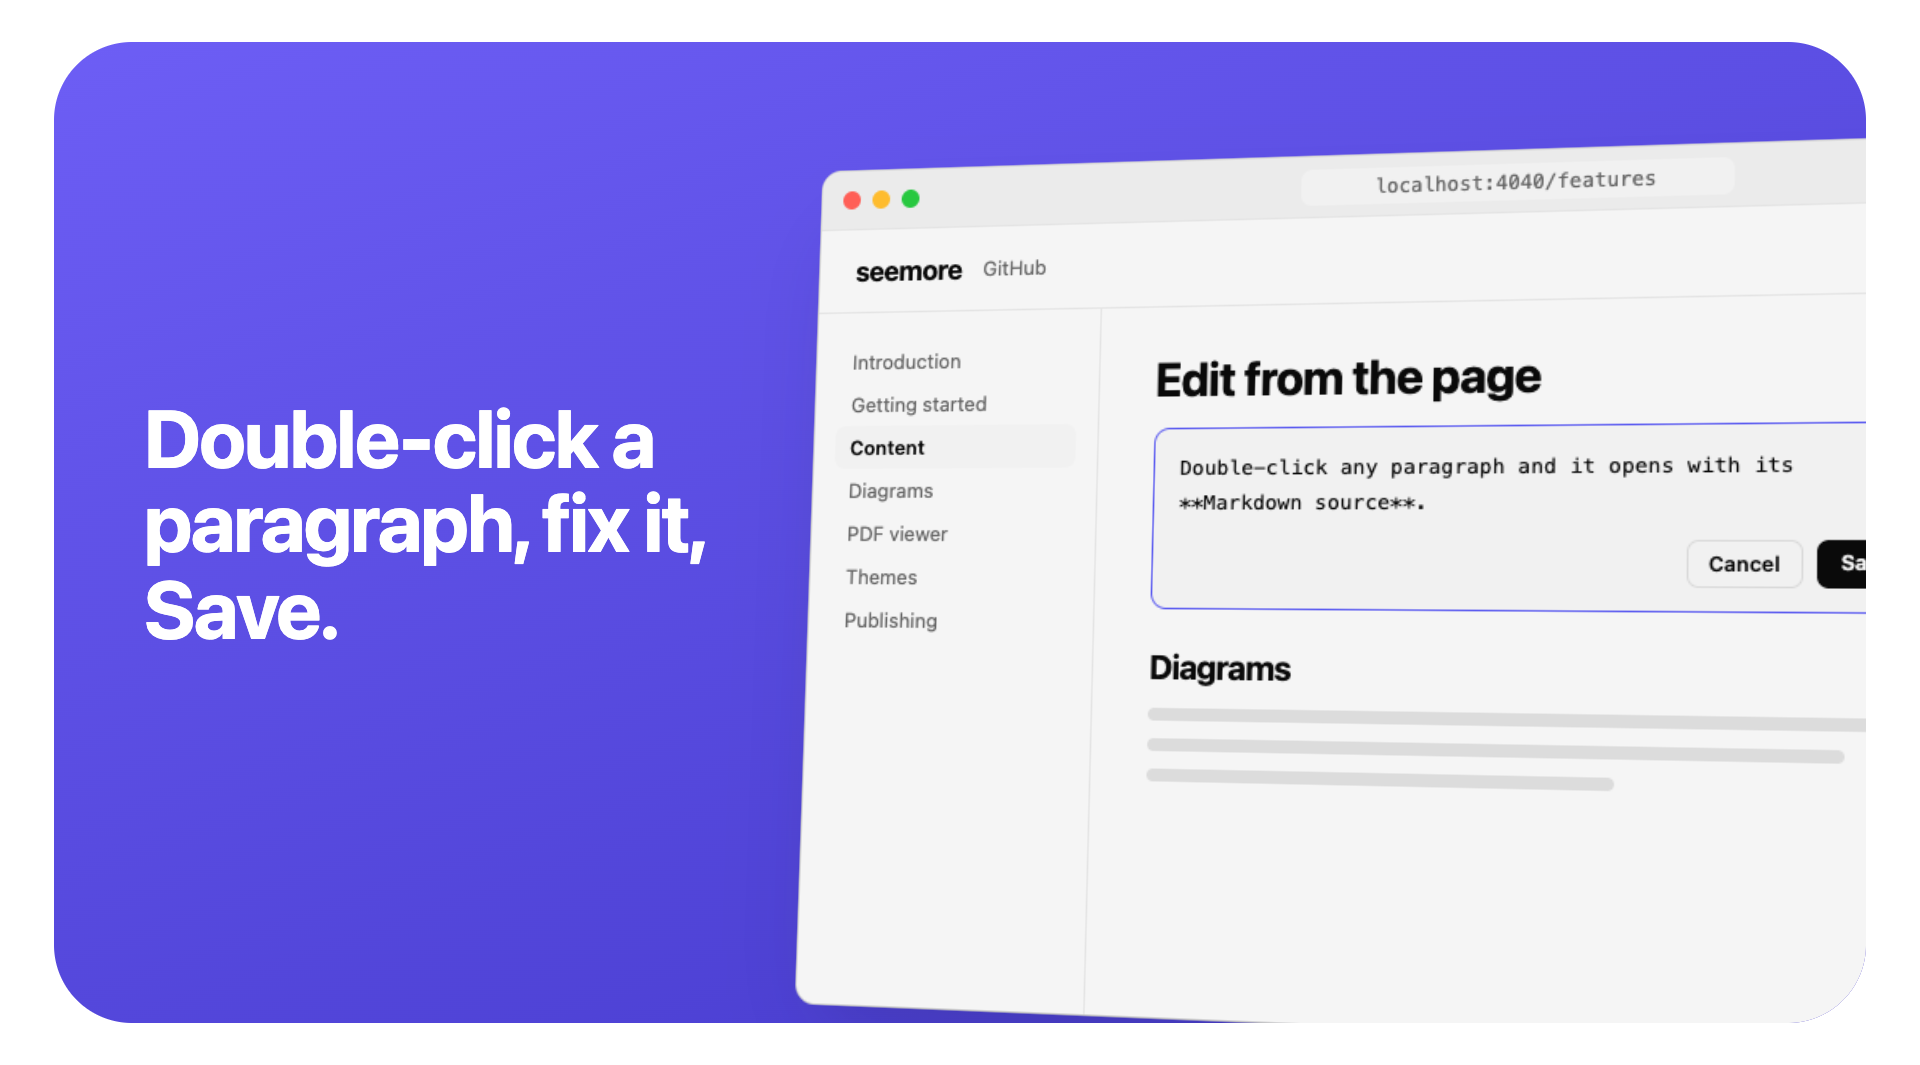 Double-click a
paragraph, fix it,
Save.
localhost:4040/features
seemore GitHub
Introduction
Getting started
Content
Diagrams
PDF viewer
Themes
Publishing
Edit from the page
Double-click any paragraph and it opens with its
**Markdown source**.
Cancel Sa
Diagrams